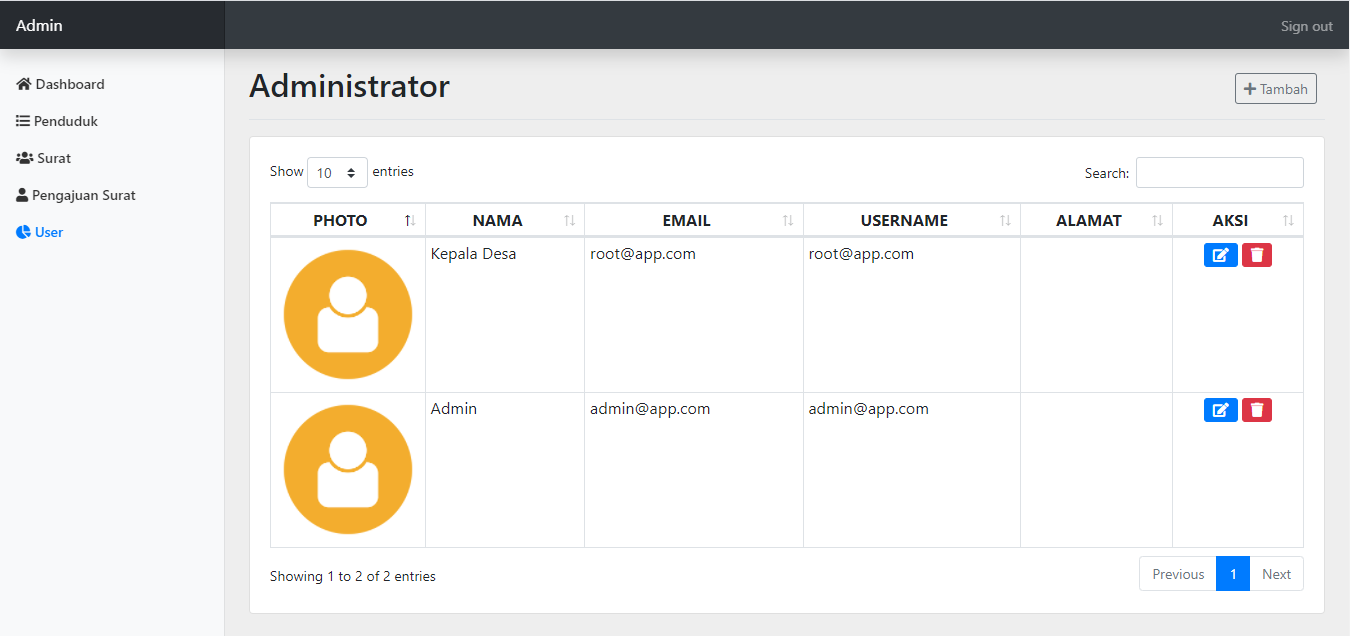 Admin
Sign out
Dashboard
Penduduk
Surat
Pengajuan Surat
User
Administrator
Tambah
Show 10 entries
Search:
PHOTO NAMA EMAIL USERNAME ALAMAT AKSI
Kepala Desa root@app.com root@app.com
Admin admin@app.com admin@app.com
Showing 1 to 2 of 2 entries
Previous 1 Next